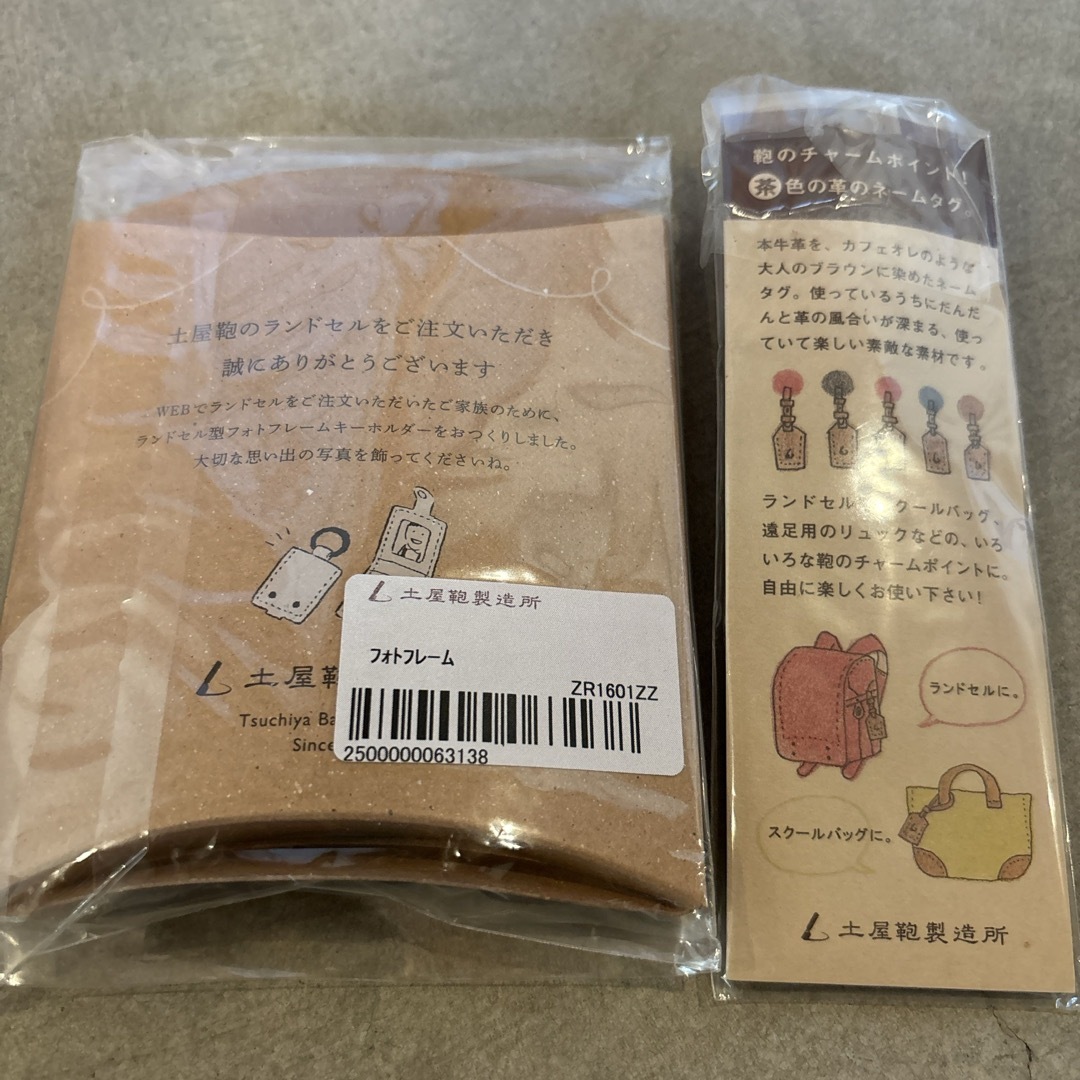 土屋鞄のランドセルをご注文いただき
誠にありがとうございます
WEBでランドセルをご注文いただいたご家族のために、
ランドセル型フォトフレームキーホルダーをおつくりしました。
大切な思い出の写真を飾ってくださいね。
土屋鞄製造所
フォトフレーム
ZR1601ZZ
2500000063138
土屋鞄
Tsuchiya
Since
鞄のチャームポイント!
茶色の革のネームタグ。
本牛革を、カフェオレのような
大人のブラウンに染めたネーム
タグ。使っているうちにだんだ
んと革の風合いが深まる、使っ
ていて楽しい素敵な素材です。
ランドセル クールバッグ、
遠足用のリュックなどの、いろ
いろな鞄のチャームポイントに。
自由に楽しくお使い下さい!
ランドセルに。
スクールバッグに。
土屋鞄製造所